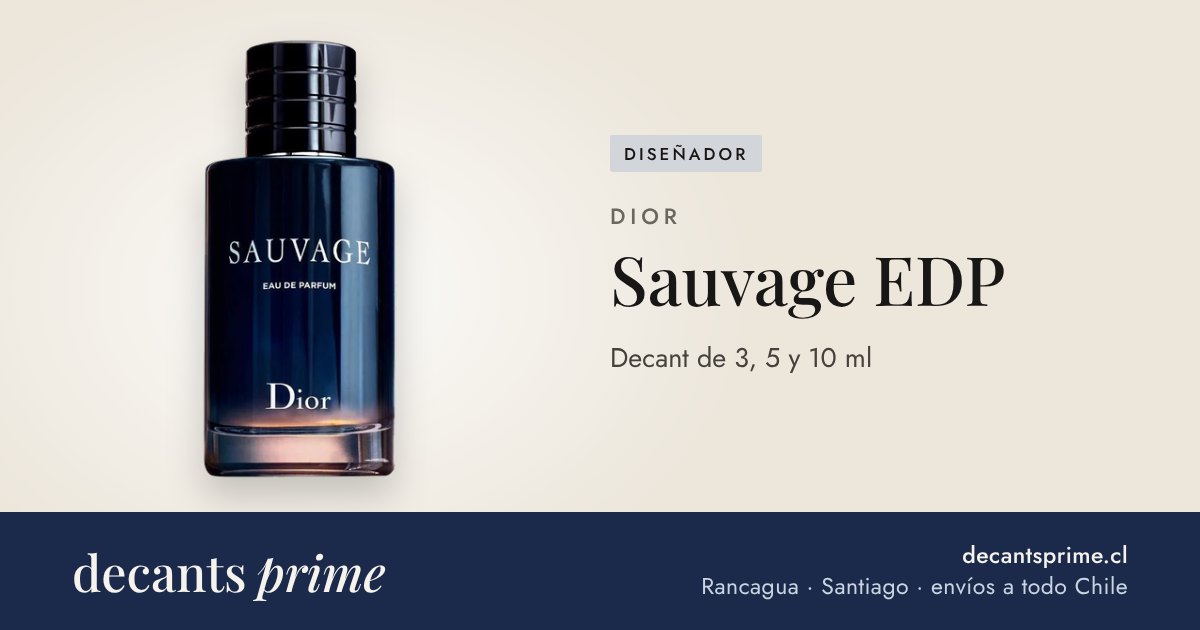 SAUVAGE
EAU DE PARFUM
Dior
DISEÑADOR
DIOR
Sauvage EDP
Decant de 3, 5 y 10 ml
decants prime
decantsprime.cl
Rancagua · Santiago · envíos a todo Chile